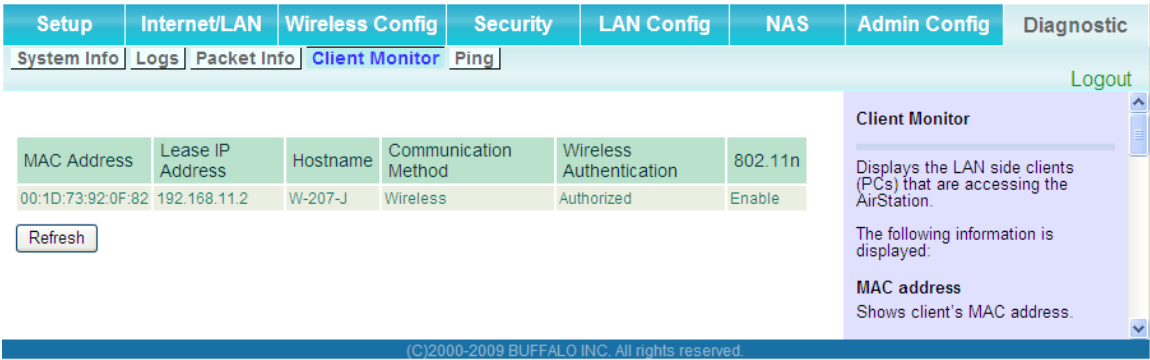 Setup Internet/LAN Wireless Config Security LAN Config NAS Admin Config Diagnostic
System Info Logs Packet Info Client Monitor Ping
Logout
MAC Address Lease IP Address Hostname Communication Method Wireless Authentication 802.11n
00:1D:73:92:0F:82 192.168.11.2 W-207-J Wireless Authorized Enable
Refresh
Client Monitor
Displays the LAN side clients
(PCs) that are accessing the
AirStation.
The following information is
displayed:
MAC address
Shows client's MAC address.
(C)2000-2009 BUFFALO INC. All rights reserved.